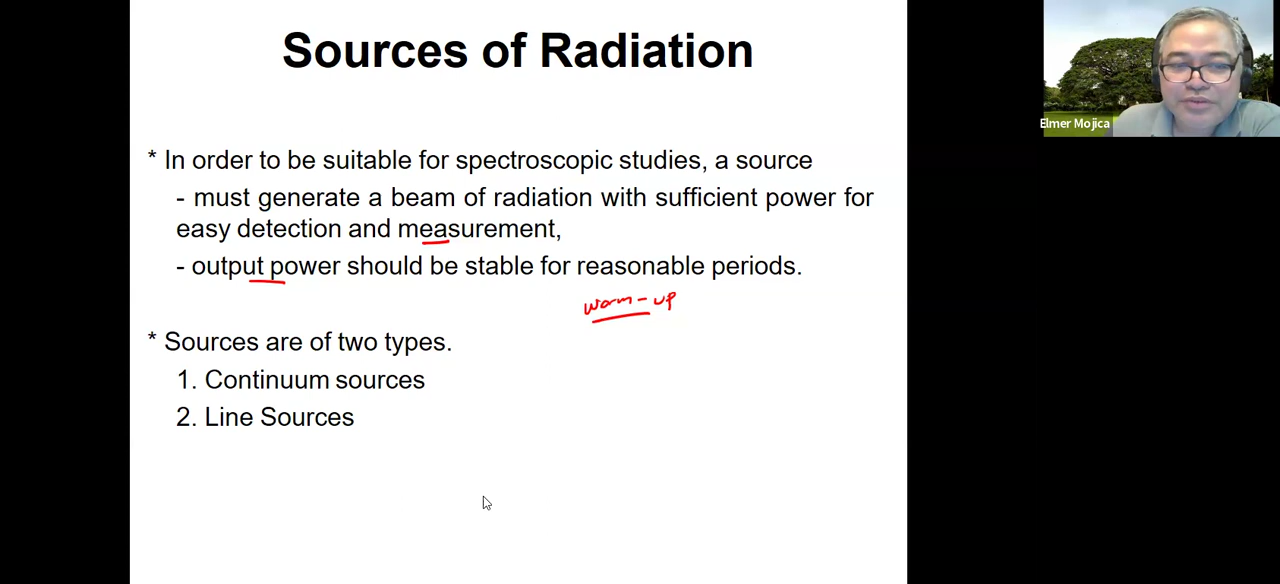 Sources of Radiation
Elmer Mojica
* In order to be suitable for spectroscopic studies, a source
- must generate a beam of radiation with sufficient power for
easy detection and measurement,
- output power should be stable for reasonable periods.
warm-up
* Sources are of two types.
1. Continuum sources
2. Line Sources